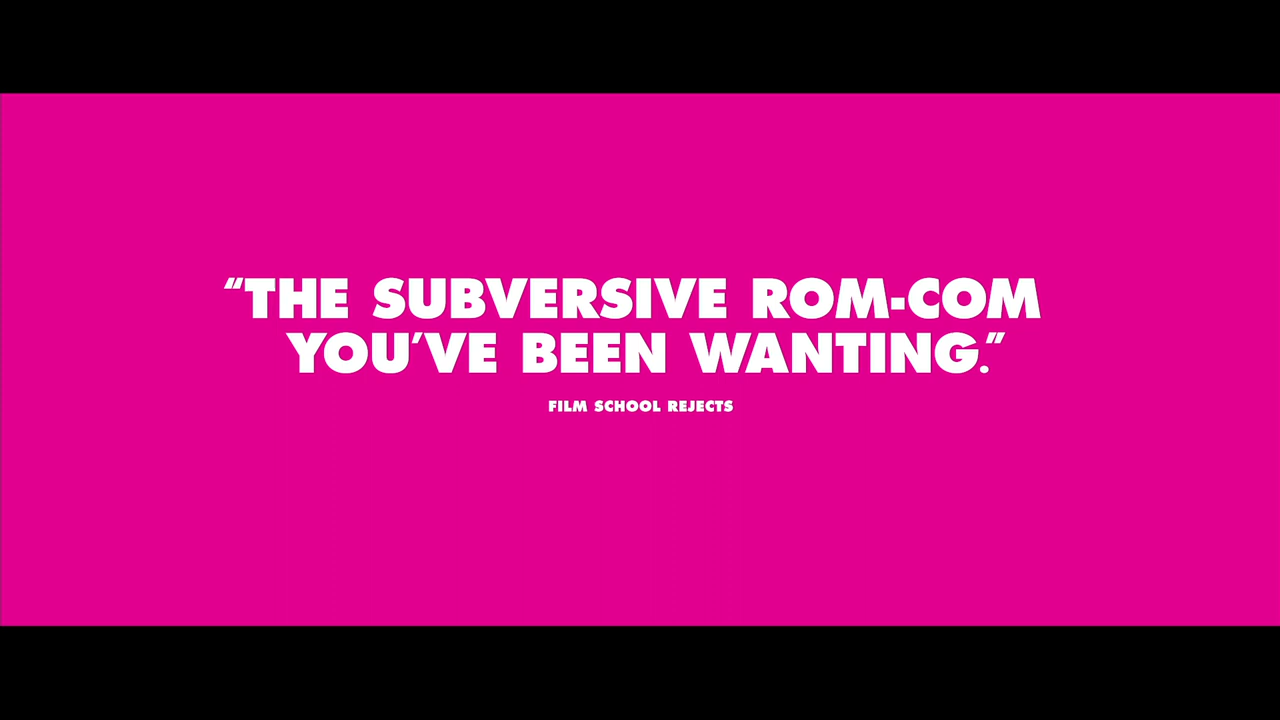 “THE SUBVERSIVE ROM-COM
YOU’VE BEEN WANTING.”
FILM SCHOOL REJECTS